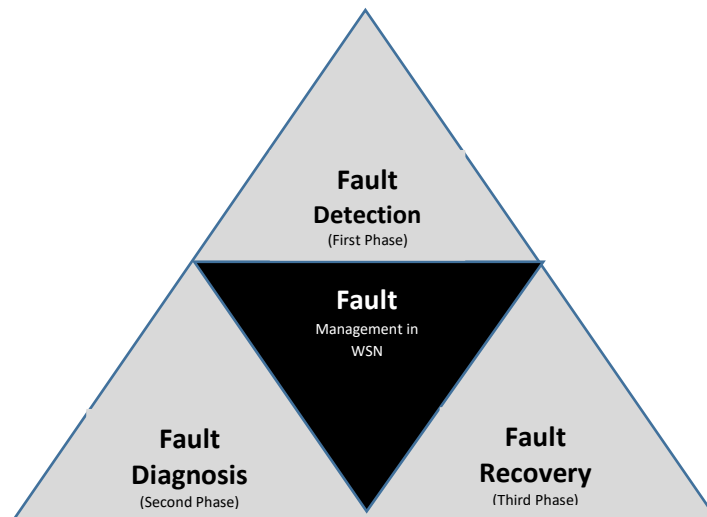 Fault
Detection
(First Phase)
Fault
Management in
WSN
Fault
Diagnosis
(Second Phase)
Fault
Recovery
(Third Phase)